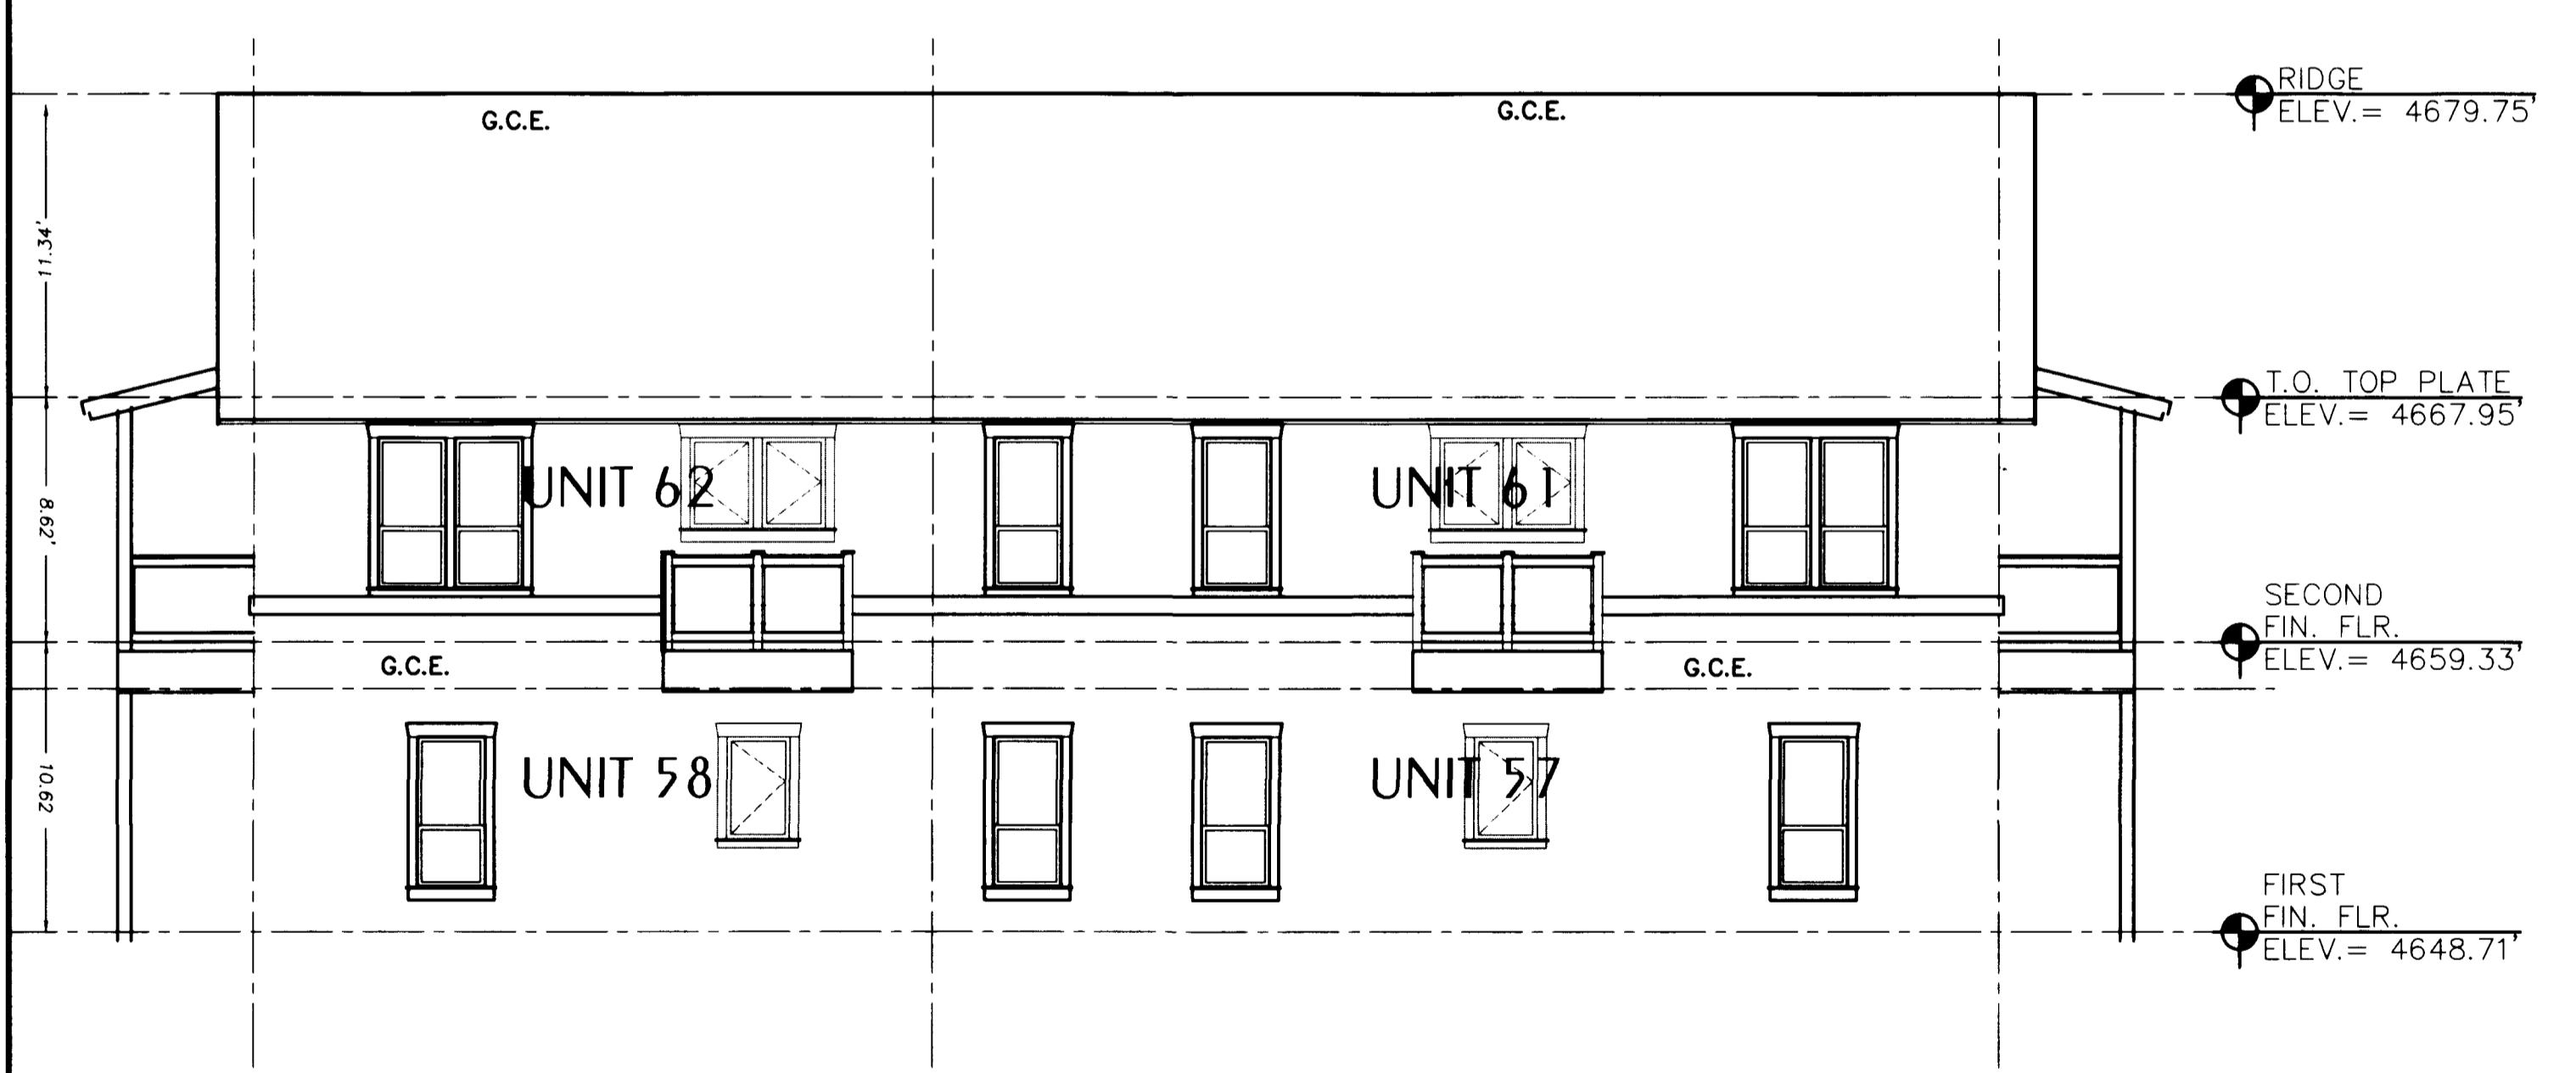 RIDGE
ELEV.= 4679.75'
G.C.E.
G.C.E.
11.34'
T.O. TOP PLATE
ELEV.= 4667.95'
UNIT 62
UNIT 61
8.62'
SECOND
FIN. FLR.
ELEV.= 4659.33'
G.C.E.
G.C.E.
UNIT 58
UNIT 57
10.62
FIRST
FIN. FLR.
ELEV.= 4648.71'